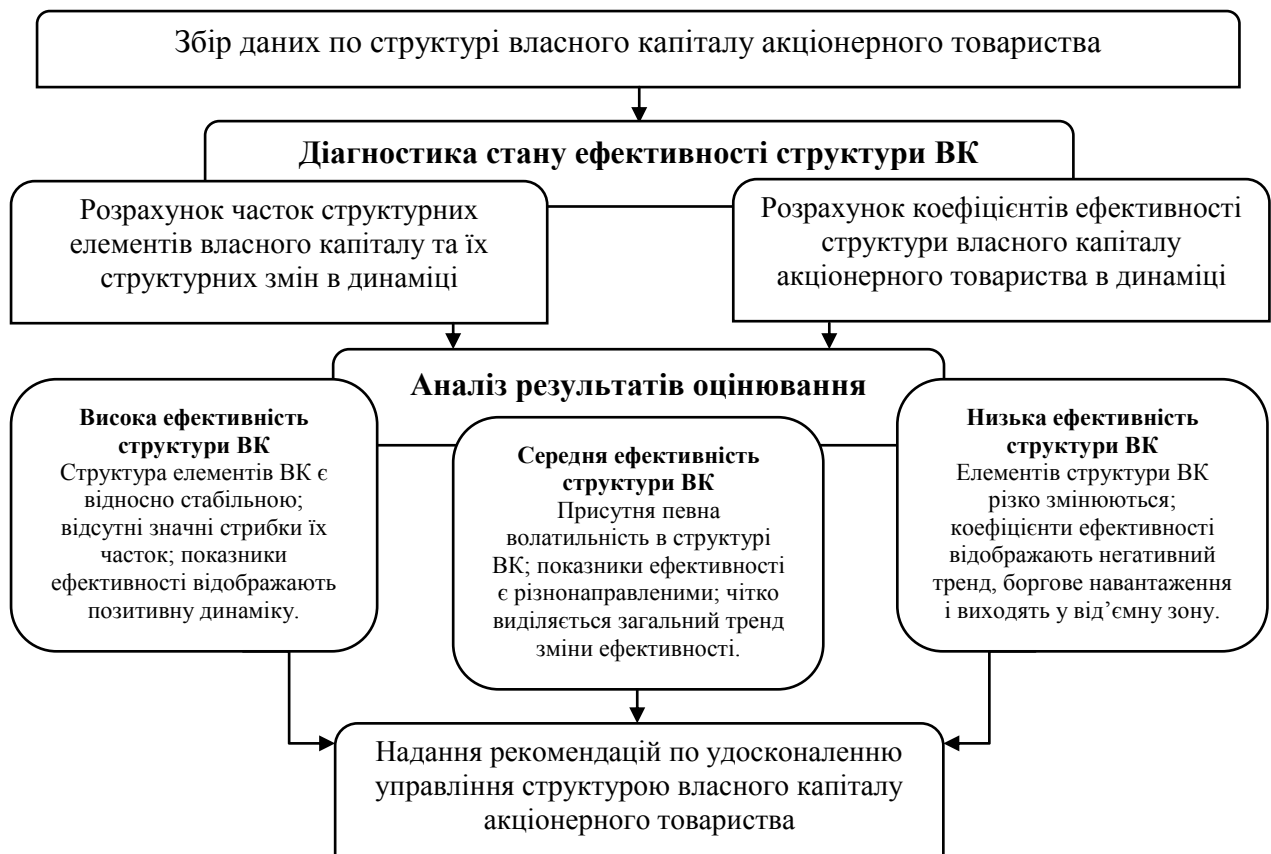 Збір даних по структурі власного капіталу акціонерного товариства
Діагностика стану ефективності структури ВК
Розрахунок часток структурних
елементів власного капіталу та їх
структурних змін в динаміці
Розрахунок коефіцієнтів ефективності
структури власного капіталу
акціонерного товариства в динаміці
Аналіз результатів оцінювання
Висока ефективність
структури ВК
Структура елементів ВК є
відносно стабільною;
відсутні значні стрибки їх
часток; показники
ефективності відображають
позитивну динаміку.
Середня ефективність
структури ВК
Присутня певна
волатильність в структурі
ВК; показники ефективності
є різнонаправленими; чітко
виділяється загальний тренд
зміни ефективності.
Низька ефективність
структури ВК
Елементів структури ВК
різко змінюються;
коефіцієнти ефективності
відображають негативний
тренд, боргове навантаження
і виходять у від’ємну зону.
Надання рекомендацій по удосконаленню
управління структурою власного капіталу
акціонерного товариства